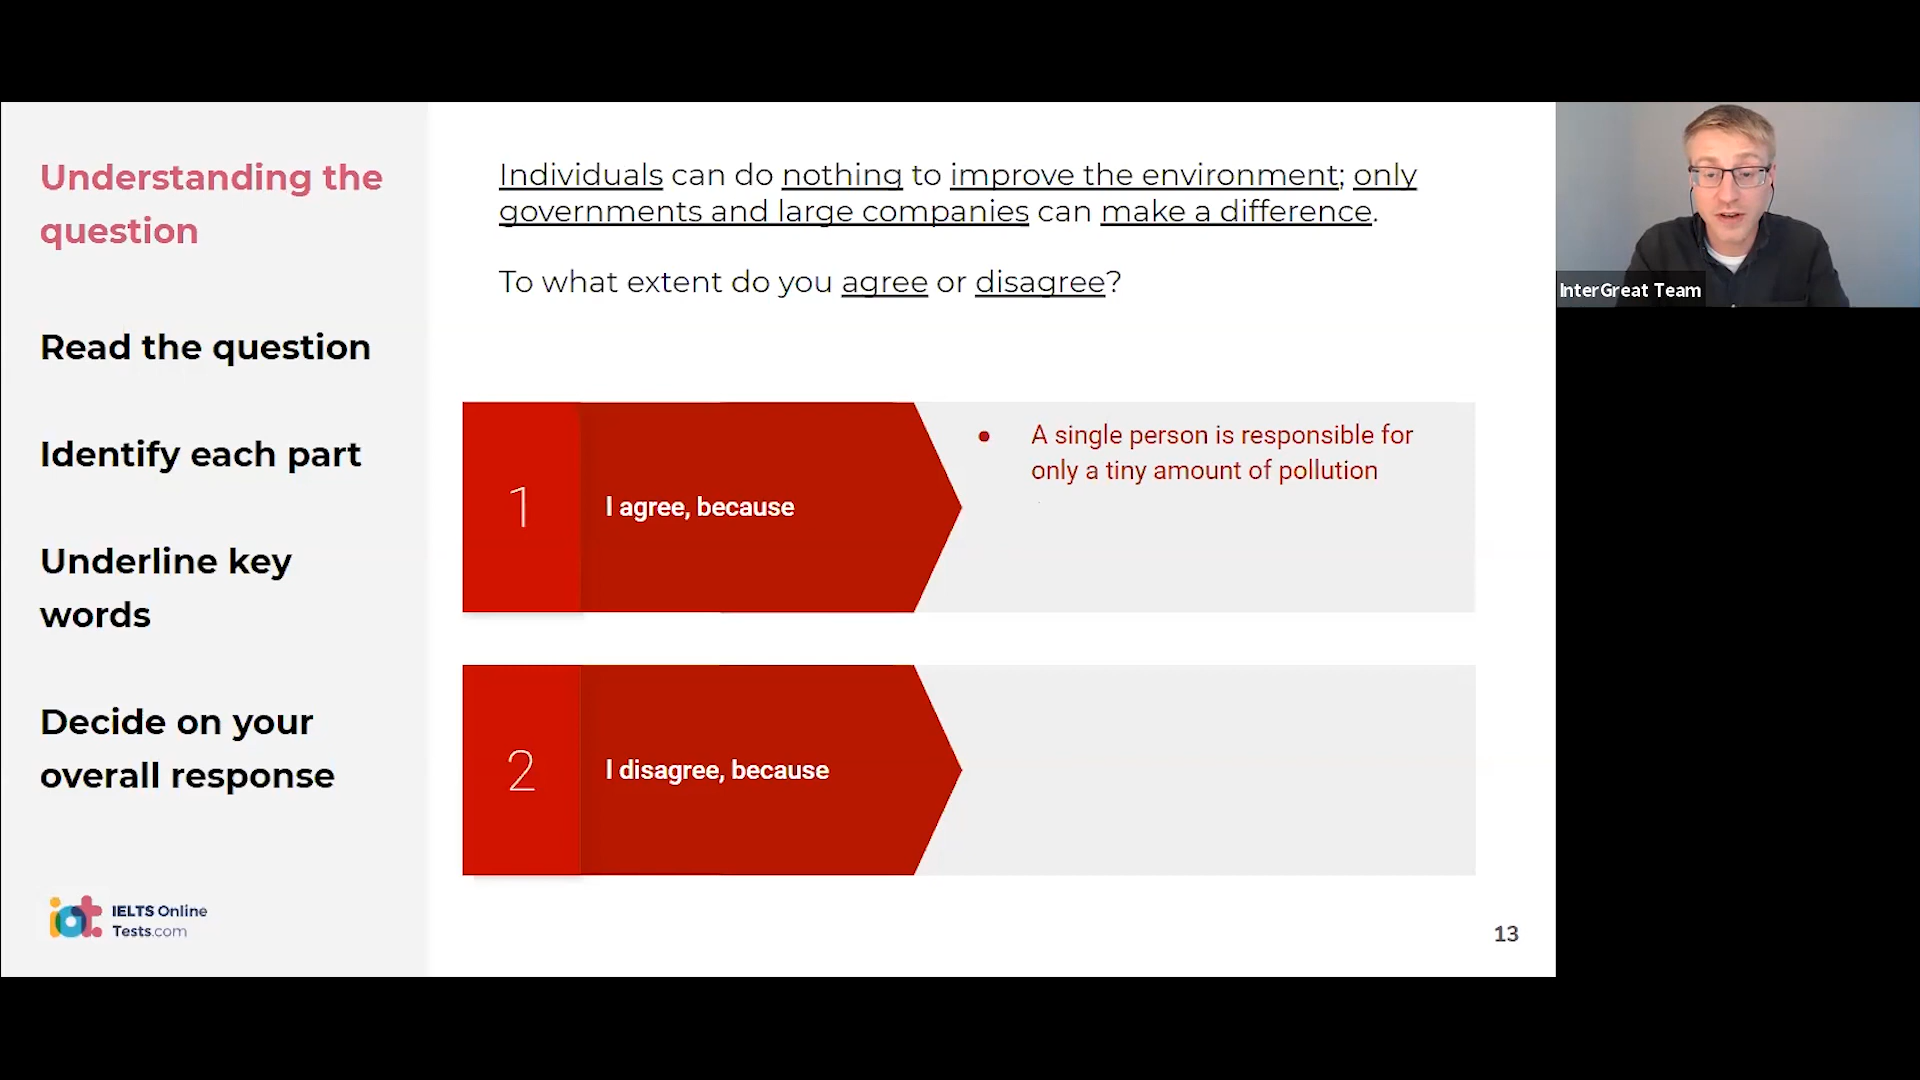 Understanding the
question
Read the question
Identify each part
Underline key
words
Decide on your
overall response
IELTS Online
Tests.com
Individuals can do nothing to improve the environment; only
governments and large companies can make a difference.
To what extent do you agree or disagree?
1
I agree, because
● A single person is responsible for
only a tiny amount of pollution
2
I disagree, because
13
InterGreat Team
iot